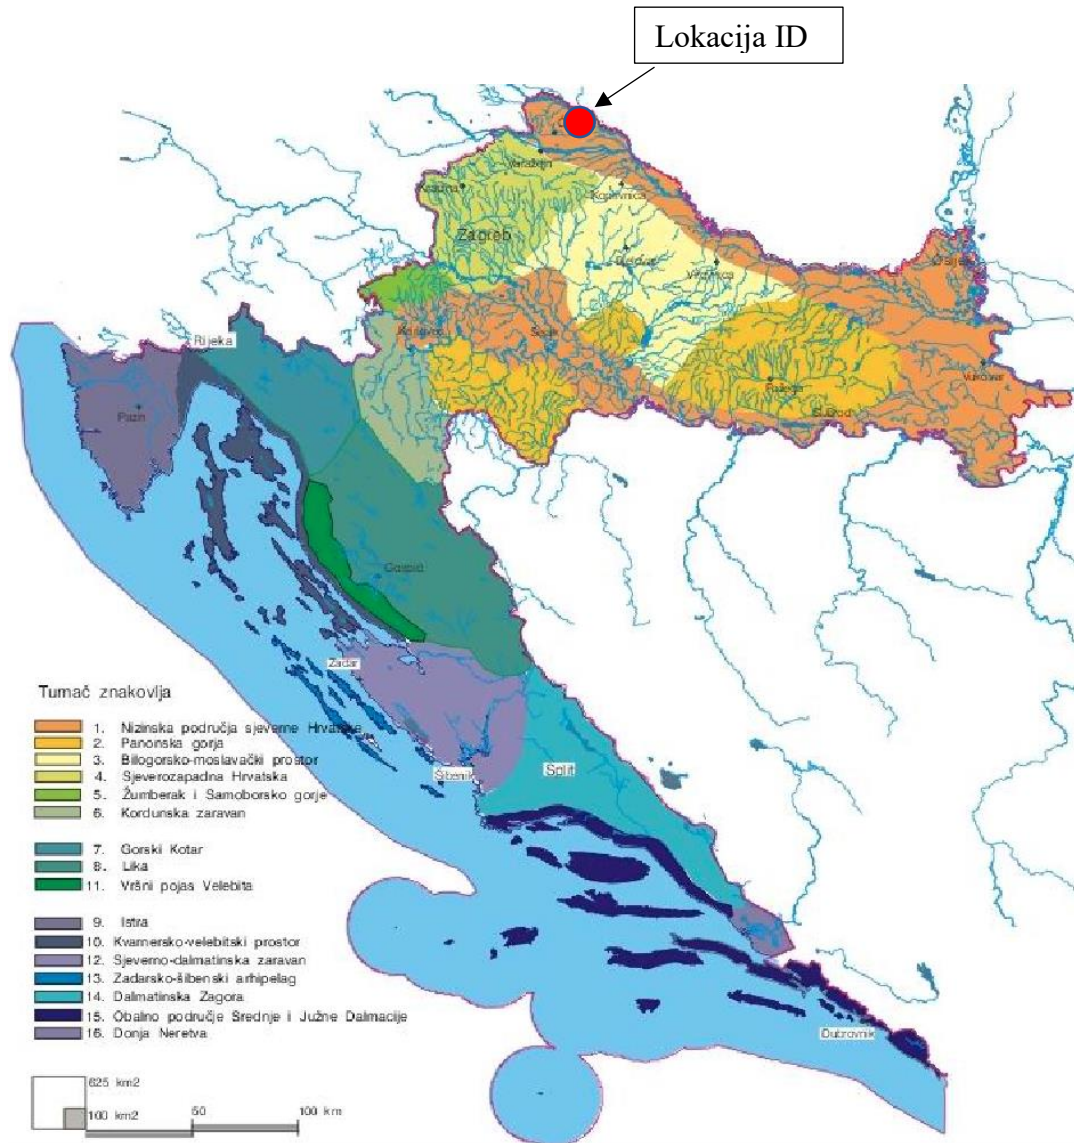 Lokacija ID
Varaždin
Krapina
Koprivnica
Zagreb
Bjelovar
Virovitica
Osijek
Karlovac
Sisak
Rijeka
Vukovar
Požega
Sl.Brod
Pazin
Gospić
Zadar
Šibenik
Split
Dubrovnik
Tumač znakovlja
1. Nizinska područja sjeverne Hrvatske
2. Panonska gorja
3. Bilogorsko-moslavački prostor
4. Sjeverozapadna Hrvatska
5. Žumberak i Samoborsko gorje
6. Kordunska zaravan
7. Gorski Kotar
8. Lika
11. Vršni pojas Velebita
9. Istra
10. Kvarnersko-velebitski prostor
12. Sjeverno-dalmatinska zaravan
13. Zadarsko-šibenski arhipelag
14. Dalmatinska Zagora
15. Obalno područje Srednje i Južne Dalmacije
16. Donja Neretva
625 km2
100 km2
50
100 km